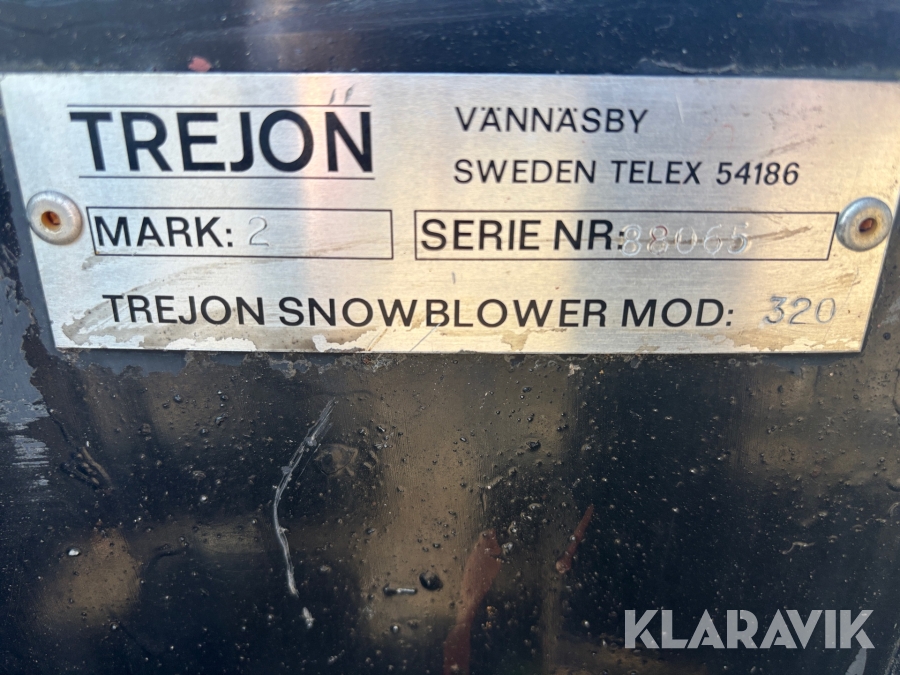 TREJON
VÄNNÄSBY
SWEDEN TELEX 54186
MARK: 2
SERIE NR: 88065
TREJON SNOWBLOWER MOD: 320
KLARAVIK